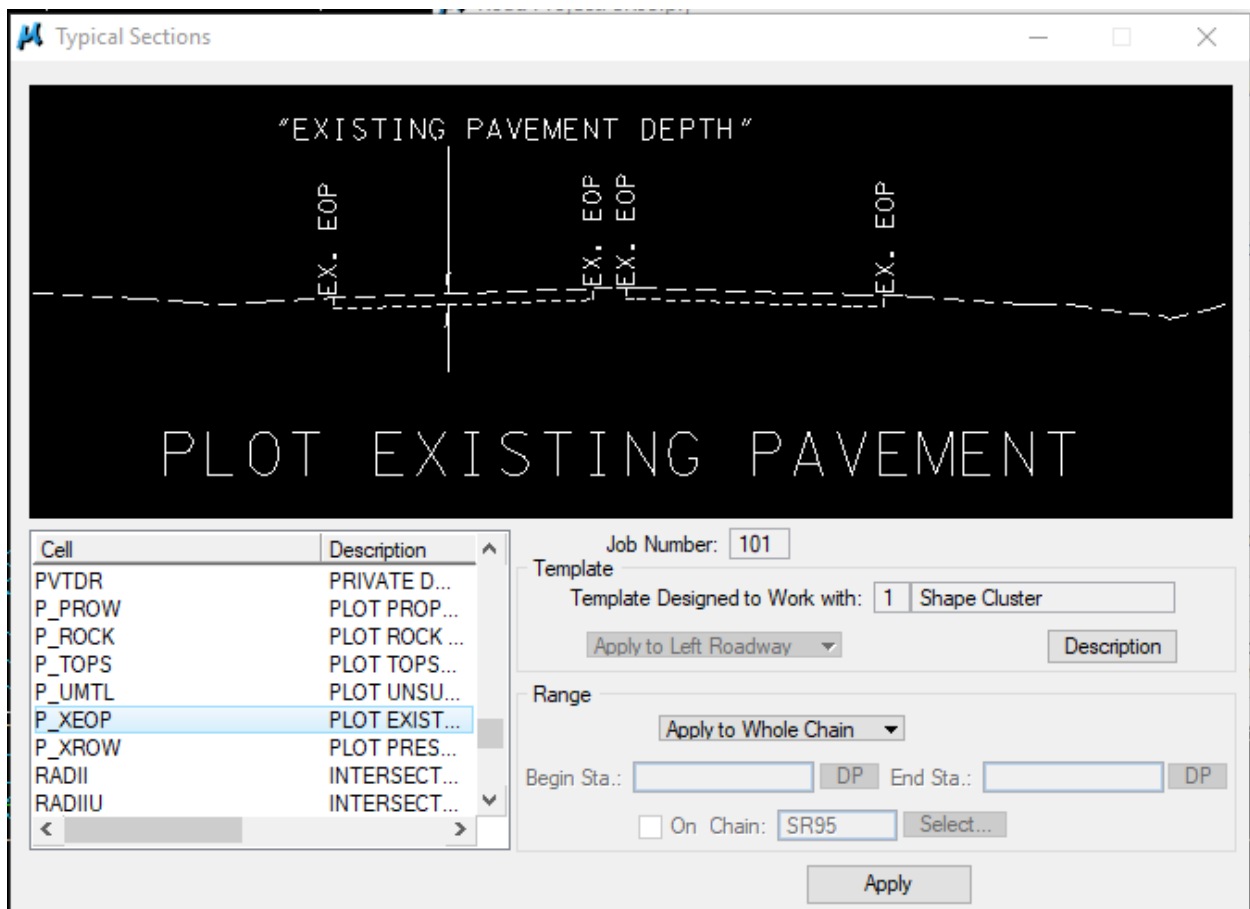 Typical Sections
"EXISTING PAVEMENT DEPTH"
EX. EOP
EX. EOP
EX. EOP
EX. EOP
PLOT EXISTING PAVEMENT
Cell Description
PVTDR PRIVATE D...
P_PROW PLOT PROP...
P_ROCK PLOT ROCK ...
P_TOPS PLOT TOPS...
P_UMTL PLOT UNSU...
P_XEOP PLOT EXIST...
P_XROW PLOT PRES...
RADII INTERSECT...
RADIIU INTERSECT...
Job Number: 101
Template
Template Designed to Work with: 1 Shape Cluster
Apply to Left Roadway
Description
Range
Apply to Whole Chain
Begin Sta.: DP End Sta.: DP
On Chain: SR95 Select...
Apply